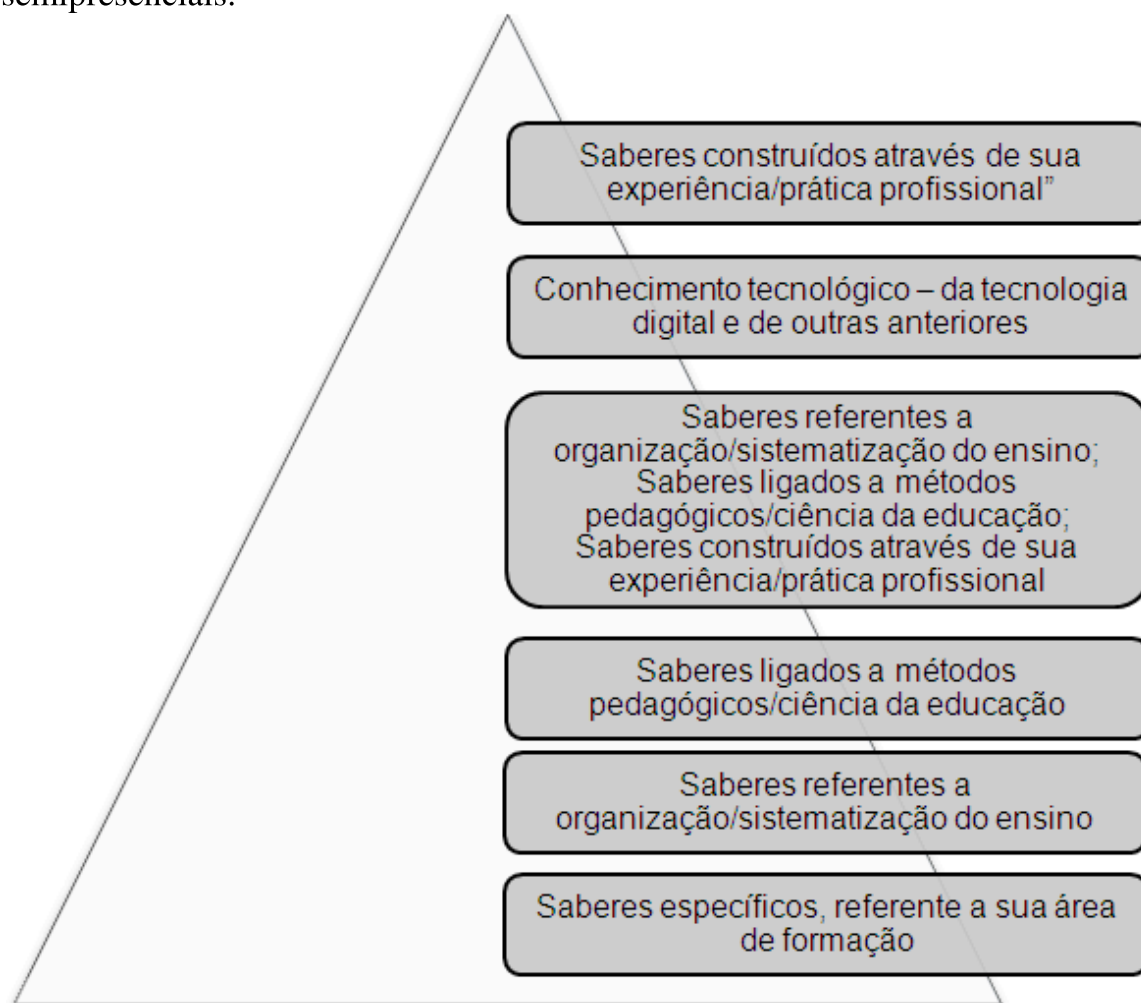 semipresenciais.
Saberes construídos através de sua
experiência/prática profissional”
Conhecimento tecnológico – da tecnologia
digital e de outras anteriores
Saberes referentes a
organização/sistematização do ensino;
Saberes ligados a métodos
pedagógicos/ciência da educação;
Saberes construídos através de sua
experiência/prática profissional
Saberes ligados a métodos
pedagógicos/ciência da educação
Saberes referentes a
organização/sistematização do ensino
Saberes específicos, referente a sua área
de formação